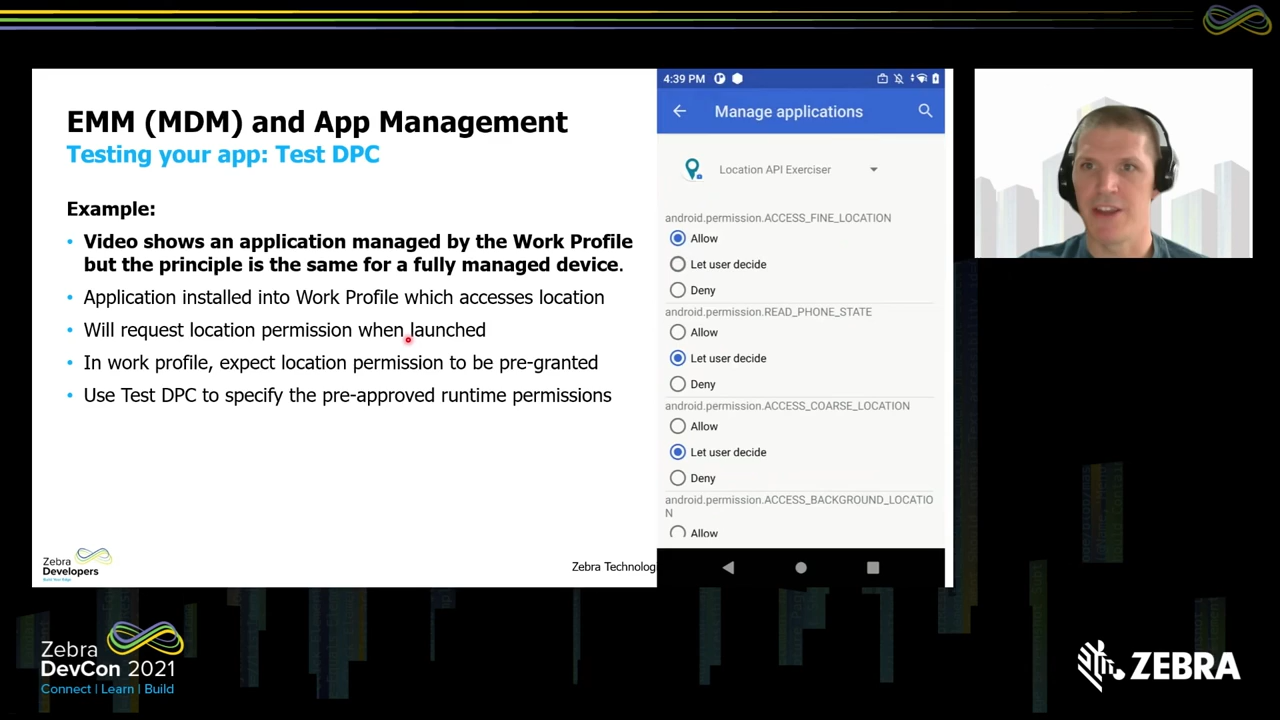 EMM (MDM) and App Management
Testing your app: Test DPC
Example:
• Video shows an application managed by the Work Profile
but the principle is the same for a fully managed device.
• Application installed into Work Profile which accesses location
• Will request location permission when launched
• In work profile, expect location permission to be pre-granted
• Use Test DPC to specify the pre-approved runtime permissions
Zebra
Developers
Build Your Edge
Zebra Technologi
4:39 PM
Manage applications
Location API Exerciser
android.permission.ACCESS_FINE_LOCATION
Allow
Let user decide
Deny
android.permission.READ_PHONE_STATE
Allow
Let user decide
Deny
android.permission.ACCESS_COARSE_LOCATION
Allow
Let user decide
Deny
android.permission.ACCESS_BACKGROUND_LOCATIO
N
Allow
Zebra
DevCon 2021
Connect | Learn | Build
ZEBRA